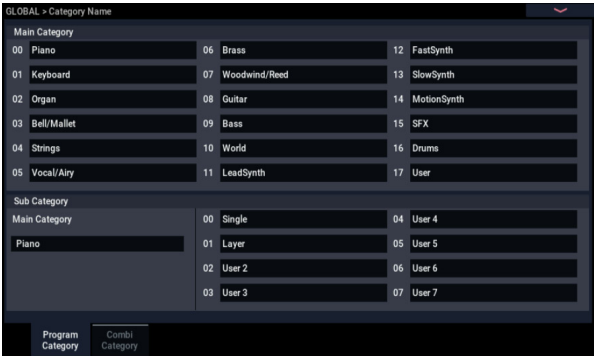 GLOBAL > Category Name
Main Category
00 Piano 06 Brass 12 FastSynth
01 Keyboard 07 Woodwind/Reed 13 SlowSynth
02 Organ 08 Guitar 14 MotionSynth
03 Bell/Mallet 09 Bass 15 SFX
04 Strings 10 World 16 Drums
05 Vocal/Airy 11 LeadSynth 17 User
Sub Category
Main Category 00 Single 04 User 4
Piano 01 Layer 05 User 5
02 User 2 06 User 6
03 User 3 07 User 7
Program Combi
Category Category